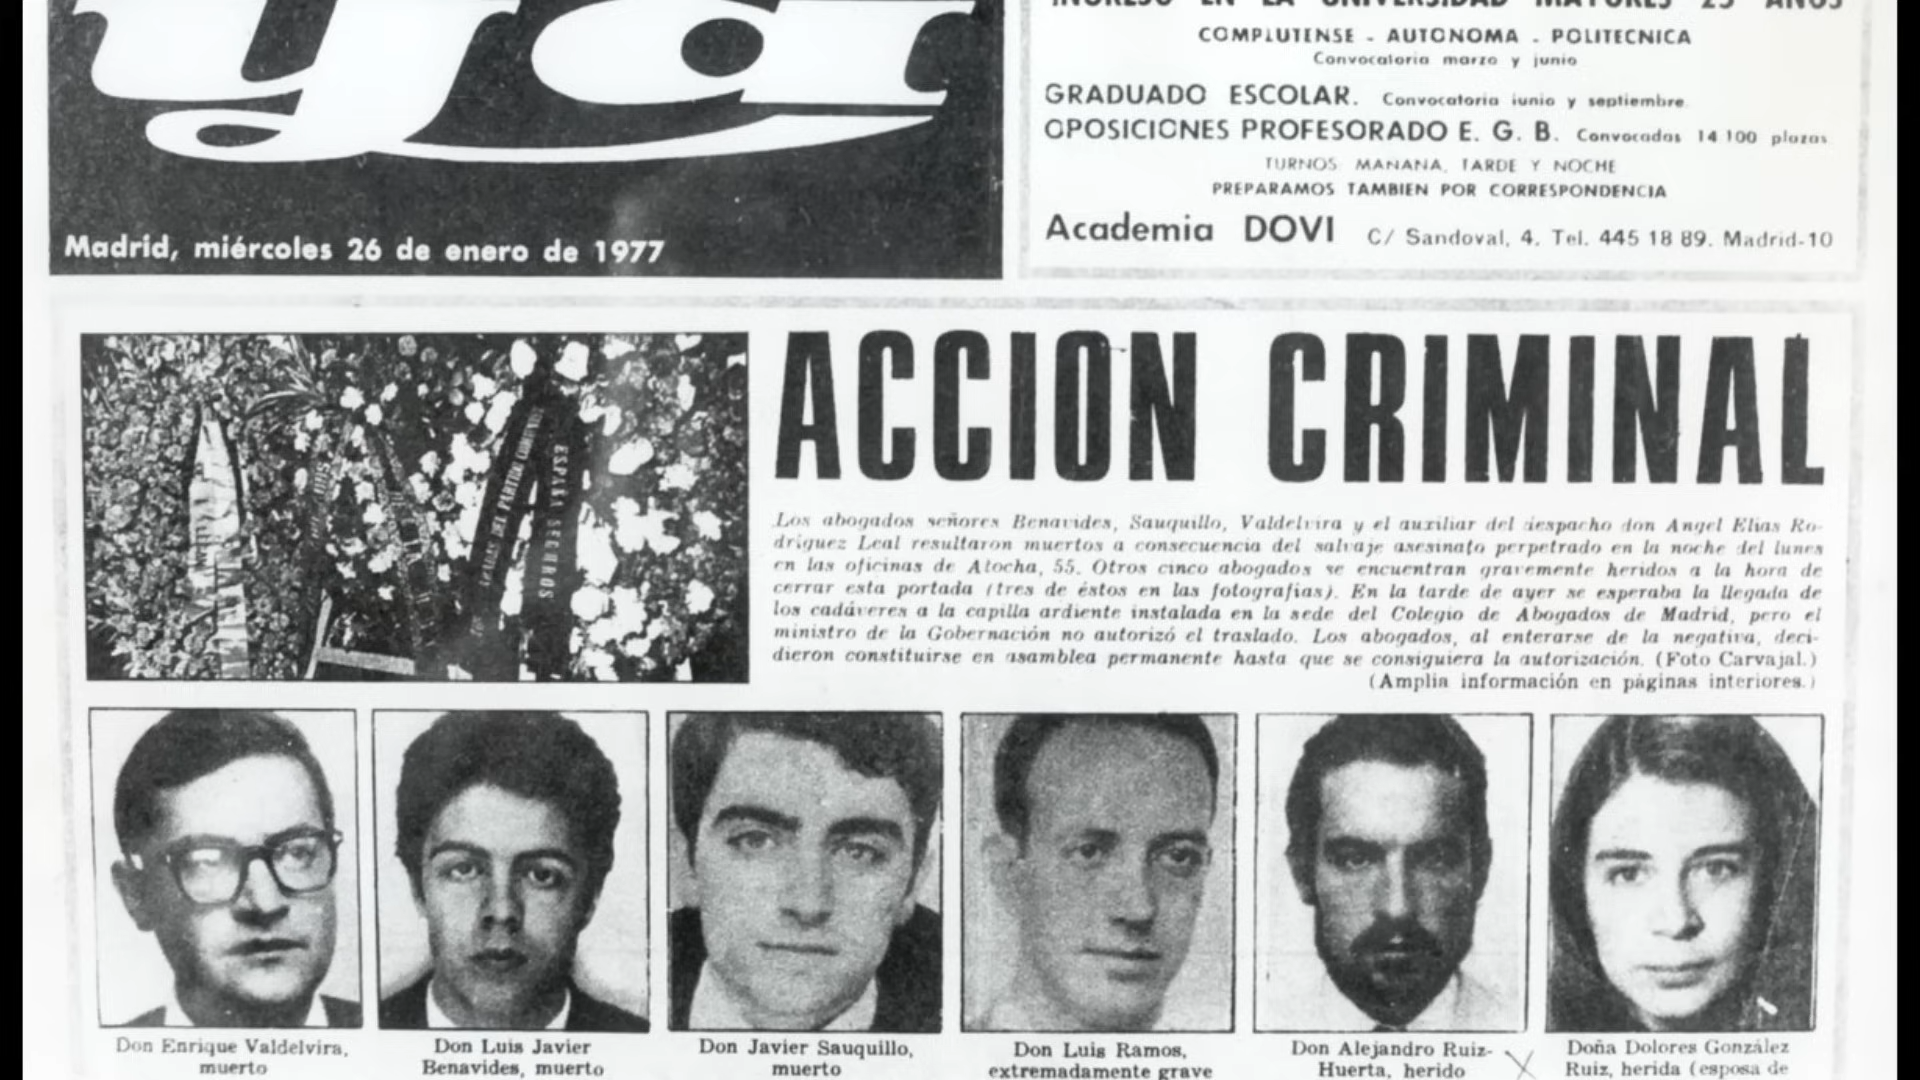 ya
Madrid, miércoles 26 de enero de 1977
INGRESO EN LA UNIVERSIDAD MAYORES 25 AÑOS
COMPLUTENSE - AUTONOMA - POLITECNICA
Convocatoria marzo y junio
GRADUADO ESCOLAR. Convocatoria junio y septiembre
OPOSICIONES PROFESORADO E. G. B. Convocadas 14 100 plazas
TURNOS MAÑANA, TARDE Y NOCHE
PREPARAMOS TAMBIEN POR CORRESPONDENCIA
Academia DOVI C/ Sandoval, 4. Tel. 445 18 89. Madrid-10
DEL PARTIDO COMUNISTA
ESPAÑA SEGUROS
ACCION CRIMINAL
Los abogados señores Benavides, Sauquillo, Valdelvira y el auxiliar del despacho don Angel Elías Ro-
dríguez Leal resultaron muertos a consecuencia del salvaje asesinato perpetrado en la noche del lunes
en las oficinas de Atocha, 55. Otros cinco abogados se encuentran gravemente heridos a la hora de
cerrar esta portada (tres de éstos en las fotografías). En la tarde de ayer se esperaba la llegada de
los cadáveres a la capilla ardiente instalada en la sede del Colegio de Abogados de Madrid, pero el
ministro de la Gobernación no autorizó el traslado. Los abogados, al enterarse de la negativa, deci-
dieron constituirse en asamblea permanente hasta que se consiguiera la autorización. (Foto Carvajal.)
(Amplia información en páginas interiores.)
Don Enrique Valdelvira,
muerto
Don Luis Javier
Benavides, muerto
Don Javier Sauquillo,
muerto
Don Luis Ramos,
extremadamente grave
Don Alejandro Ruiz-
Huerta, herido
Doña Dolores González
Ruiz, herida (esposa de